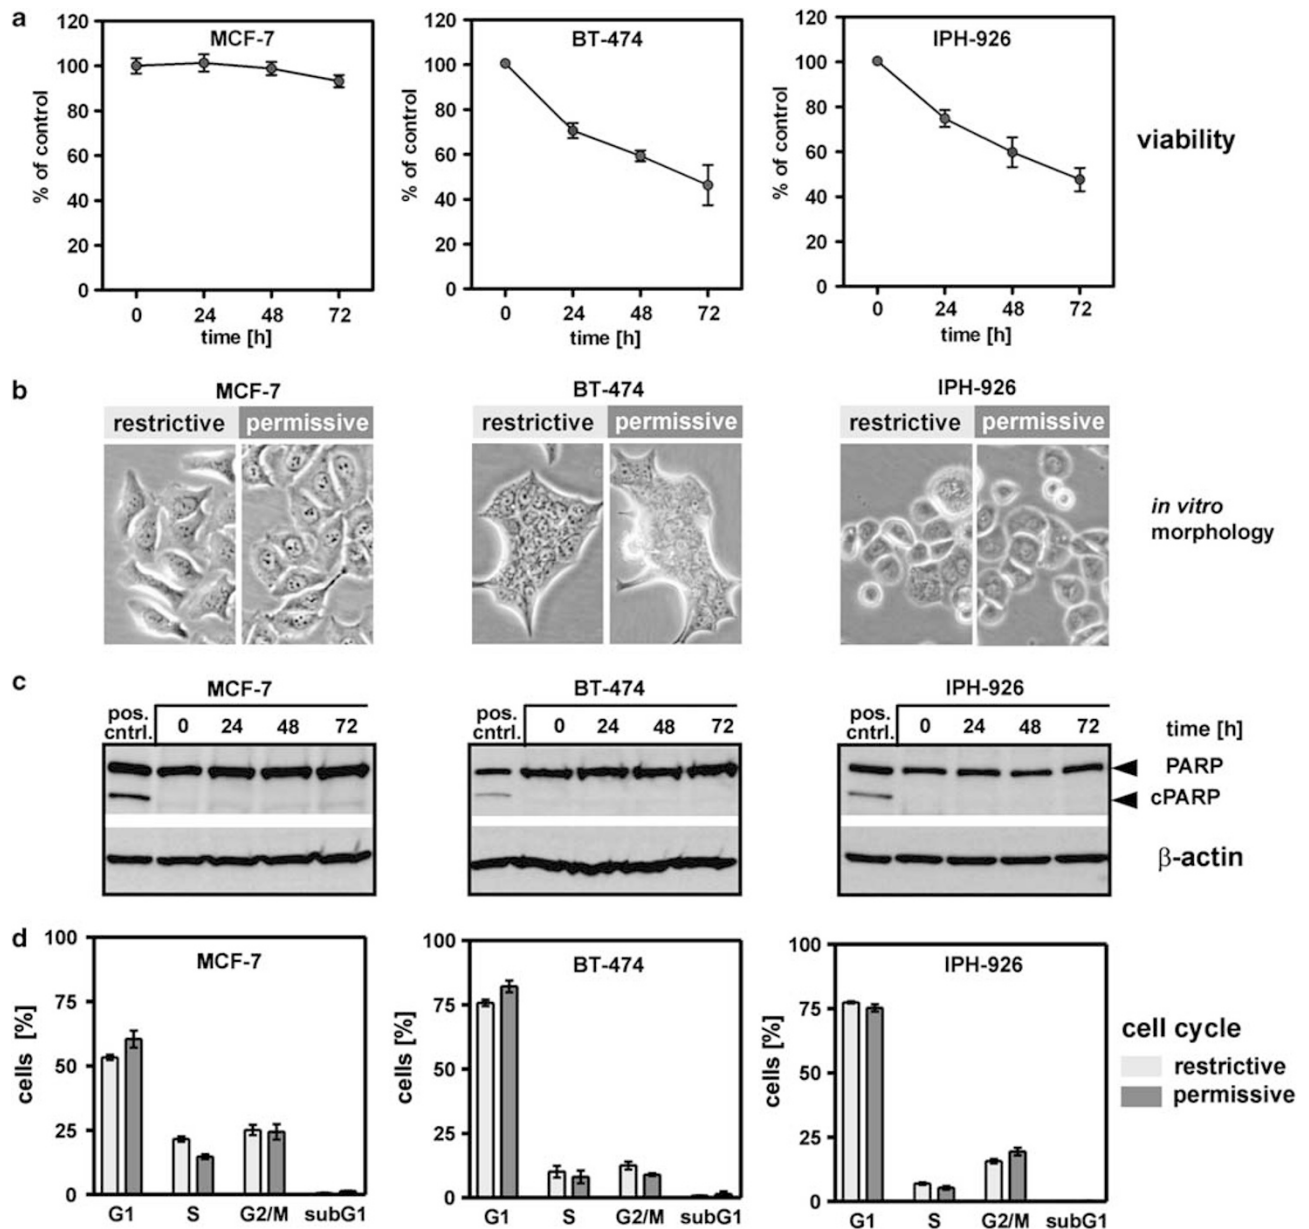 a
120
100
80
60
40
20
0
% of control
MCF-7
0 24 48 72
time [h]
120
100
80
60
40
20
0
% of control
BT-474
0 24 48 72
time [h]
120
100
80
60
40
20
0
% of control
IPH-926
0 24 48 72
time [h]
viability
b
MCF-7
restrictive permissive
BT-474
restrictive permissive
IPH-926
restrictive permissive
in vitro
morphology
c
MCF-7
pos.
cntrl. 0 24 48 72
BT-474
pos.
cntrl. 0 24 48 72
IPH-926
pos.
cntrl. 0 24 48 72
time [h]
PARP
cPARP
β-actin
d
100
75
50
25
0
cells [%]
MCF-7
G1 S G2/M subG1
100
75
50
25
0
cells [%]
BT-474
G1 S G2/M subG1
100
75
50
25
0
cells [%]
IPH-926
G1 S G2/M subG1
cell cycle
restrictive
permissive